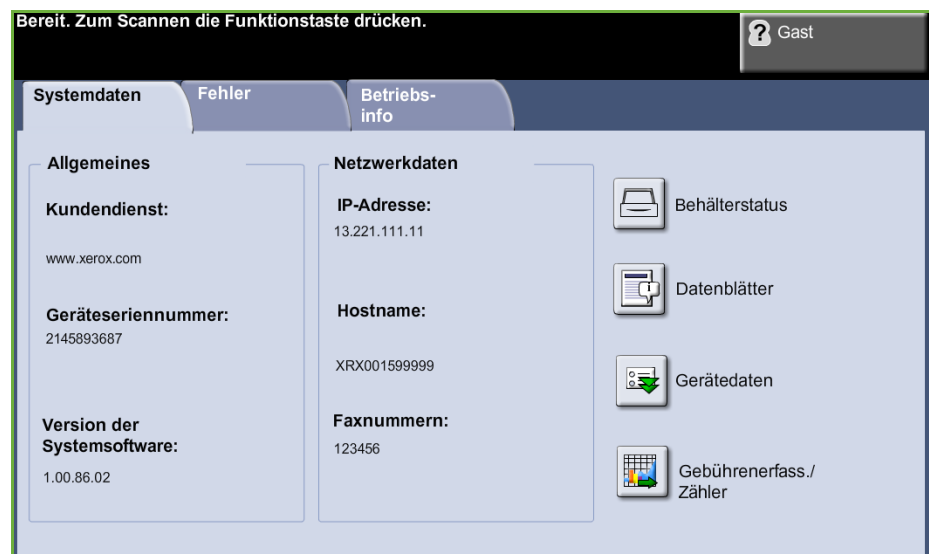 Bereit. Zum Scannen die Funktionstaste drücken.
? Gast
Systemdaten
Fehler
Betriebs-
info
Allgemeines
Kundendienst:
www.xerox.com
Geräteseriennummer:
2145893687
Version der
Systemsoftware:
1.00.86.02
Netzwerkdaten
IP-Adresse:
13.221.111.11
Hostname:
XRX001599999
Faxnummern:
123456
Behälterstatus
Datenblätter
Gerätedaten
Gebührenerfass./
Zähler